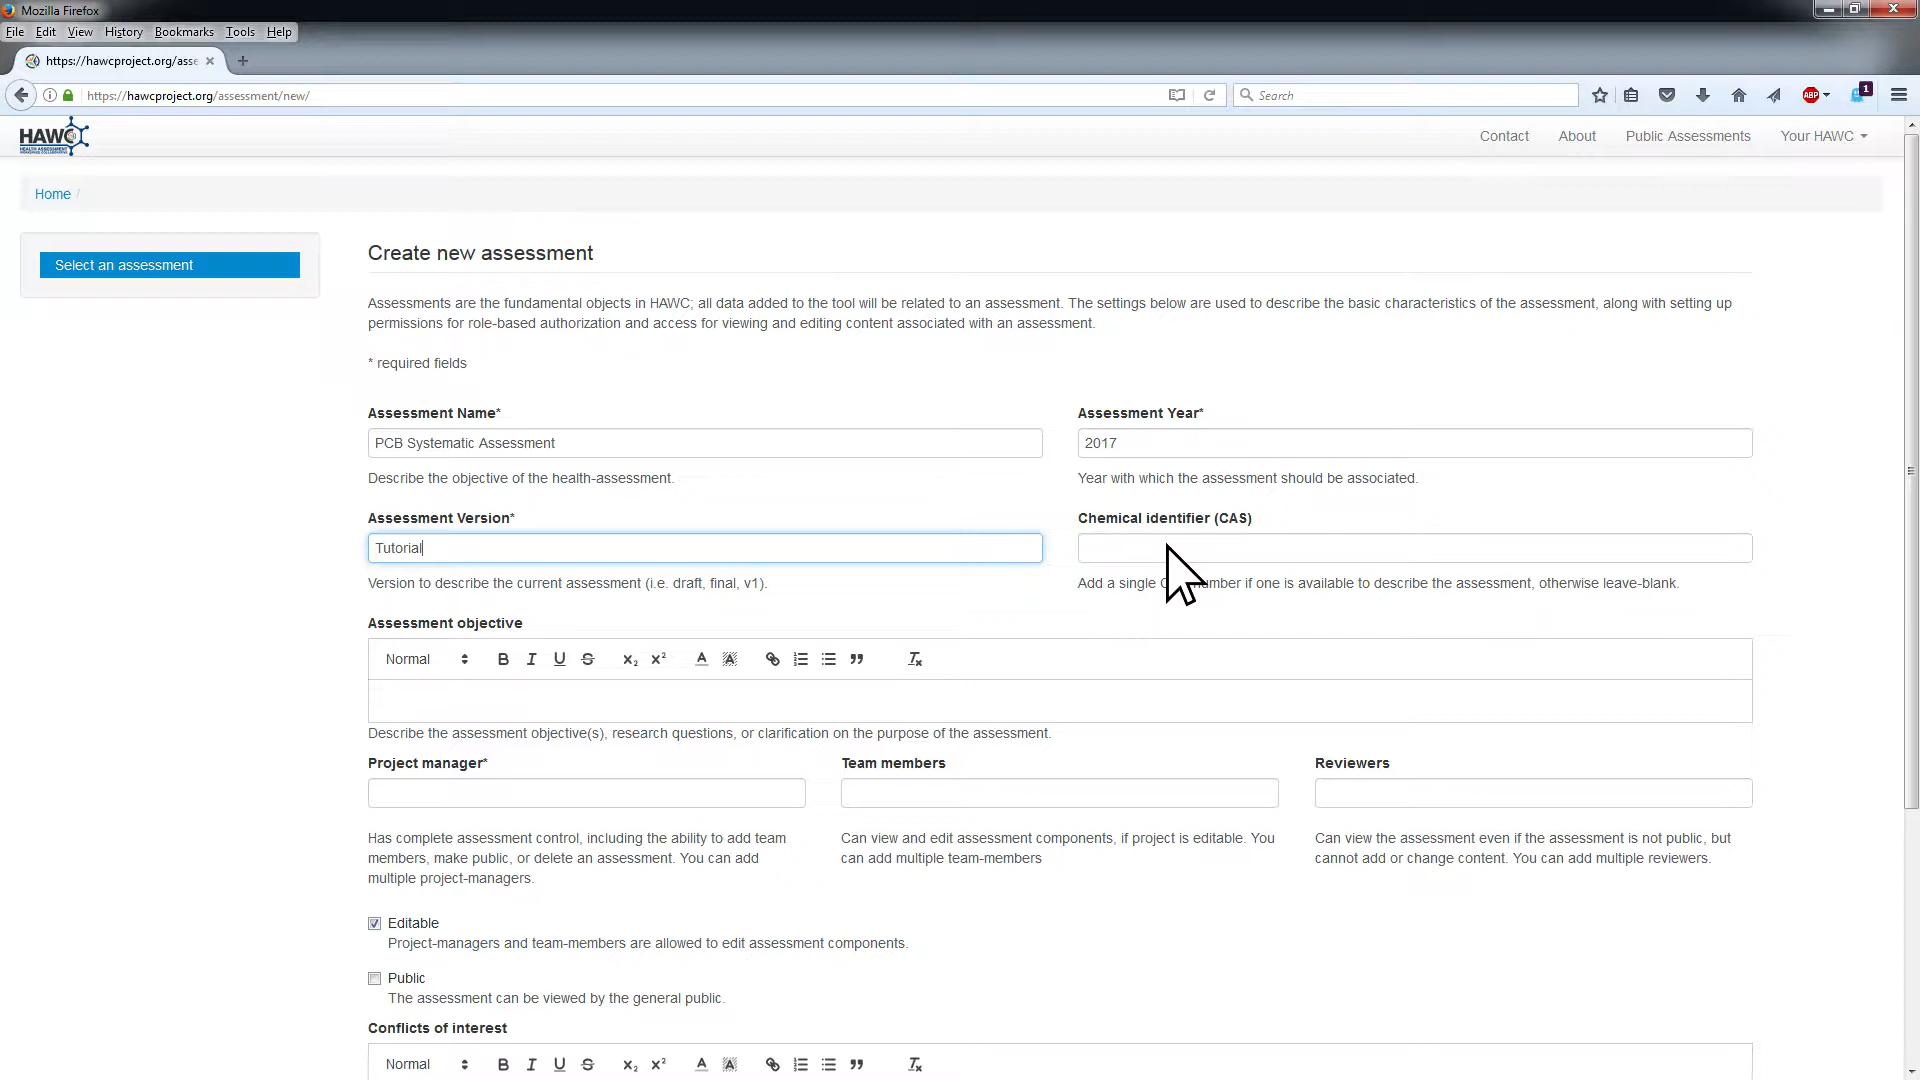 Mozilla Firefox
File Edit View History Bookmarks Tools Help
https://hawcproject.org/asse
https://hawcproject.org/assessment/new/
Search
ABP
1
HAWC
Contact About Public Assessments Your HAWC
Home /
Select an assessment
Create new assessment
Assessments are the fundamental objects in HAWC; all data added to the tool will be related to an assessment. The settings below are used to describe the basic characteristics of the assessment, along with setting up
permissions for role-based authorization and access for viewing and editing content associated with an assessment.
* required fields
Assessment Name* Assessment Year*
PCB Systematic Assessment 2017
Describe the objective of the health-assessment. Year with which the assessment should be associated.
Assessment Version* Chemical identifier (CAS)
Tutorial
Version to describe the current assessment (i.e. draft, final, v1). Add a single number if one is available to describe the assessment, otherwise leave-blank.
Assessment objective
Normal
Describe the assessment objective(s), research questions, or clarification on the purpose of the assessment.
Project manager* Team members Reviewers
Has complete assessment control, including the ability to add team Can view and edit assessment components, if project is editable. You Can view the assessment even if the assessment is not public, but
members, make public, or delete an assessment. You can add can add multiple team-members cannot add or change content. You can add multiple reviewers.
multiple project-managers.
Editable
Project-managers and team-members are allowed to edit assessment components.
Public
The assessment can be viewed by the general public.
Conflicts of interest
Normal